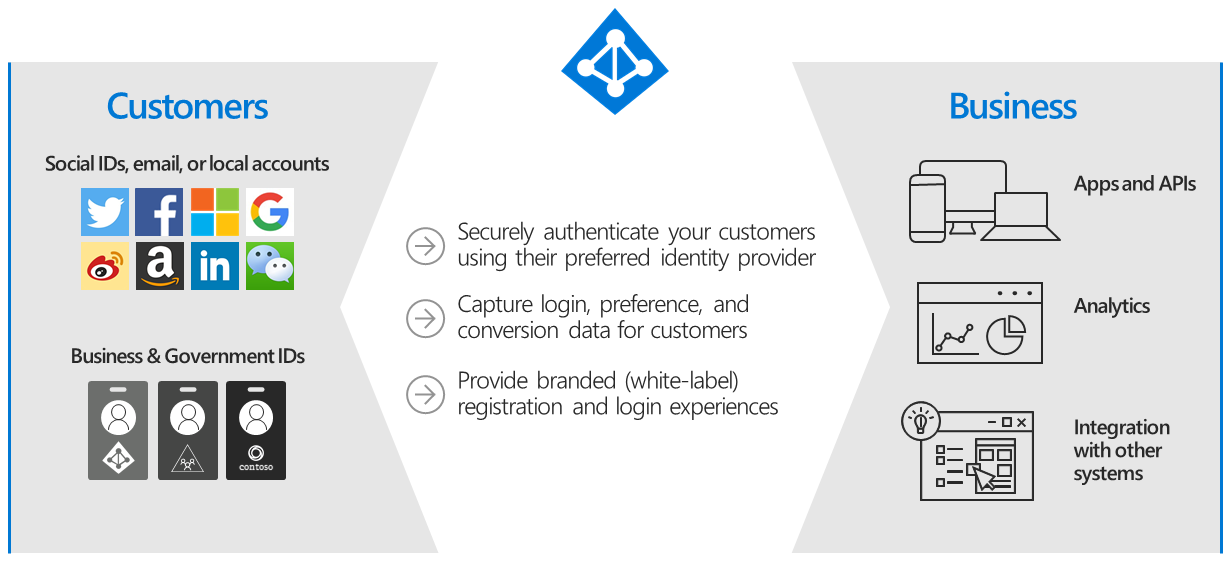 Customers
Social IDs, email, or local accounts
f
G
a
in
Business & Government IDs
contoso
Securely authenticate your customers
using their preferred identity provider
Capture login, preference, and
conversion data for customers
Provide branded (white-label)
registration and login experiences
Business
Apps and APIs
Analytics
Integration
with other
systems